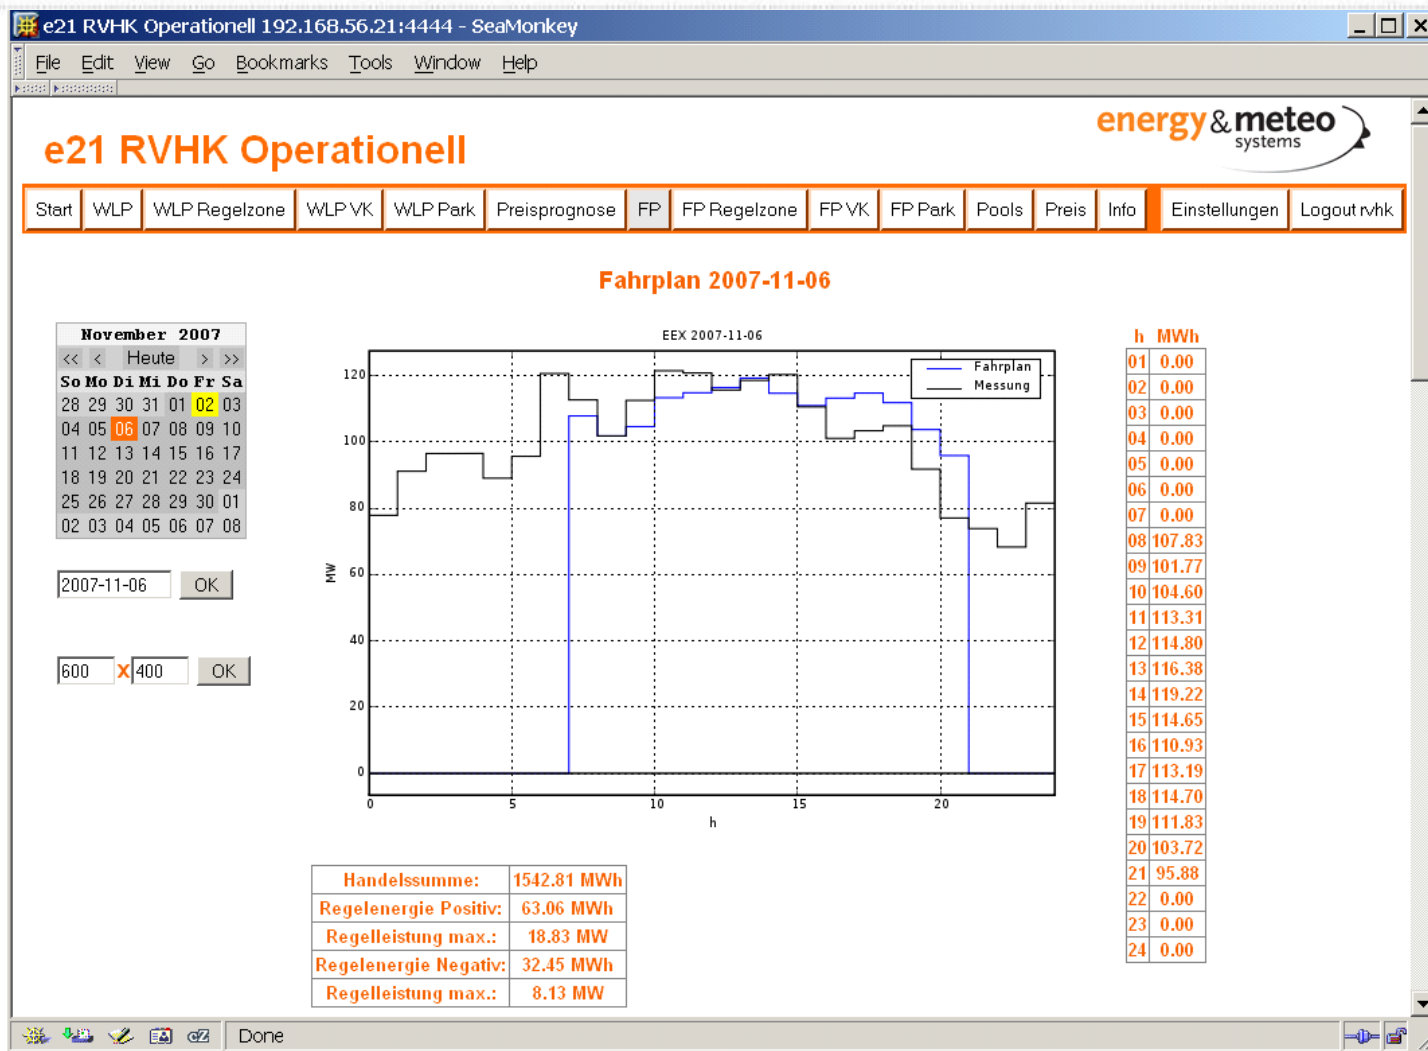 e21 RVHK Operationell 192.168.56.21:4444 - SeaMonkey
File Edit View Go Bookmarks Tools Window Help
energy & meteo
systems
e21 RVHK Operationell
Start WLP WLP Regelzone WLP VK WLP Park Preisprognose FP FP Regelzone FP VK FP Park Pools Preis Info Einstellungen Logout rvhk
Fahrplan 2007-11-06
November 2007
<< < Heute > >>
So Mo Di Mi Do Fr Sa
28 29 30 31 01 02 03
04 05 06 07 08 09 10
11 12 13 14 15 16 17
18 19 20 21 22 23 24
25 26 27 28 29 30 01
02 03 04 05 06 07 08
2007-11-06 OK
600 X 400 OK
EEX 2007-11-06
Fahrplan
Messung
120
100
80
60
40
20
0
MW
0 5 10 15 20
h
Handelssumme: 1542.81 MWh
Regelenergie Positiv: 63.06 MWh
Regelleistung max.: 18.83 MW
Regelenergie Negativ: 32.45 MWh
Regelleistung max.: 8.13 MW
h MWh
01 0.00
02 0.00
03 0.00
04 0.00
05 0.00
06 0.00
07 0.00
08 107.83
09 101.77
10 104.60
11 113.31
12 114.80
13 116.38
14 119.22
15 114.65
16 110.93
17 113.19
18 114.70
19 111.83
20 103.72
21 95.88
22 0.00
23 0.00
24 0.00
Done